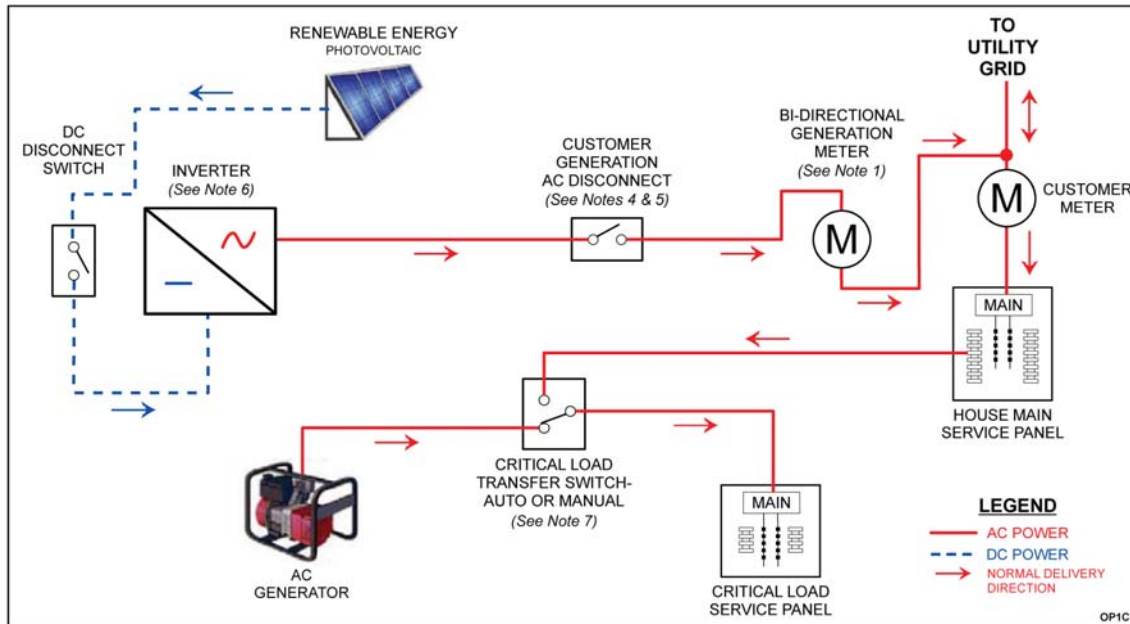 RENEWABLE ENERGY
PHOTOVOLTAIC
TO
UTILITY
GRID
DC
DISCONNECT
SWITCH
INVERTER
(See Note 6)
CUSTOMER
GENERATION
AC DISCONNECT
(See Notes 4 & 5)
BI-DIRECTIONAL
GENERATION
METER
(See Note 1)
M
M
CUSTOMER
METER
MAIN
HOUSE MAIN
SERVICE PANEL
CRITICAL LOAD
TRANSFER SWITCH-
AUTO OR MANUAL
(See Note 7)
AC
GENERATOR
MAIN
CRITICAL LOAD
SERVICE PANEL
LEGEND
AC POWER
DC POWER
NORMAL DELIVERY
DIRECTION
OP1C